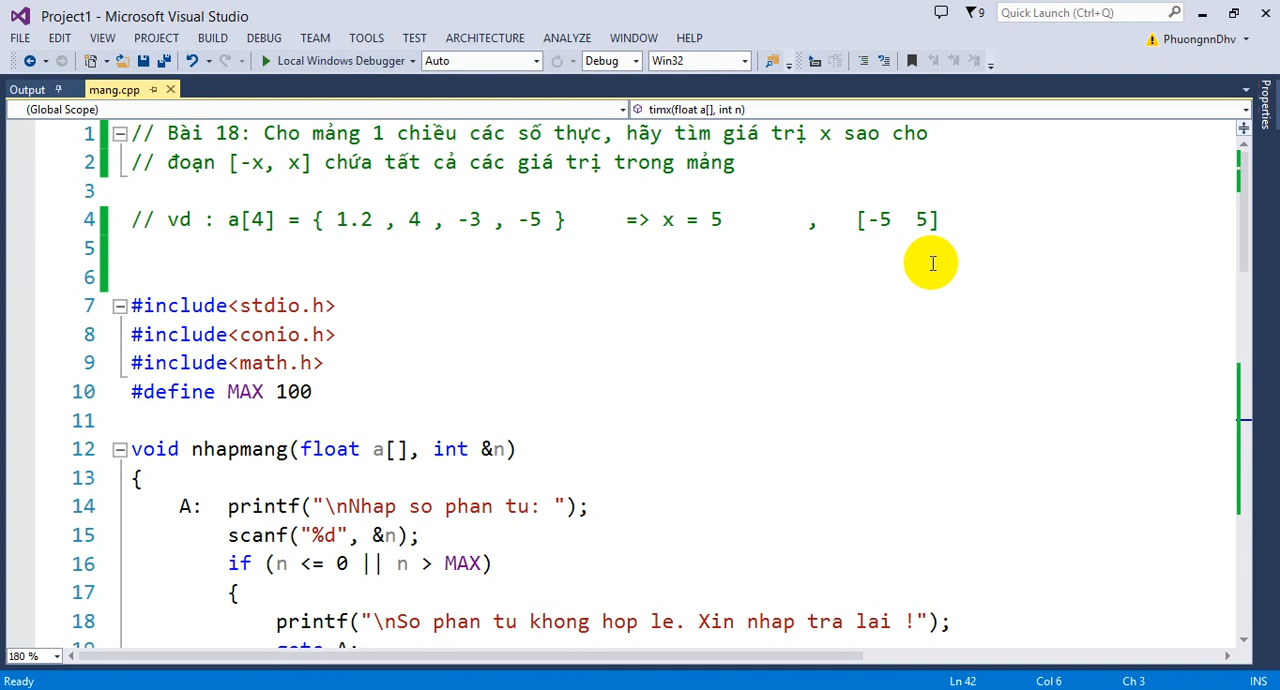 Project1 - Microsoft Visual Studio
9
Quick Launch (Ctrl+Q)
FILE EDIT VIEW PROJECT BUILD DEBUG TEAM TOOLS TEST ARCHITECTURE ANALYZE WINDOW HELP
PhuongnnDhv
Local Windows Debugger Auto Debug Win32
Output mang.cpp
Properties
(Global Scope) timx(float a[], int n)
1 // Bài 18: Cho mảng 1 chiều các số thực, hãy tìm giá trị x sao cho
2 // đoạn [-x, x] chứa tất cả các giá trị trong mảng
3
4 // vd : a[4] = { 1.2 , 4 , -3 , -5 } => x = 5 , [-5 5]
5
6
7 #include<stdio.h>
8 #include<conio.h>
9 #include<math.h>
10 #define MAX 100
11
12 void nhapmang(float a[], int &n)
13 {
14 A: printf("\nNhap so phan tu: ");
15 scanf("%d", &n);
16 if (n <= 0 || n > MAX)
17 {
18 printf("\nSo phan tu khong hop le. Xin nhap tra lai !");
19 goto A;
180 %
Ready Ln 42 Col 6 Ch 3 INS